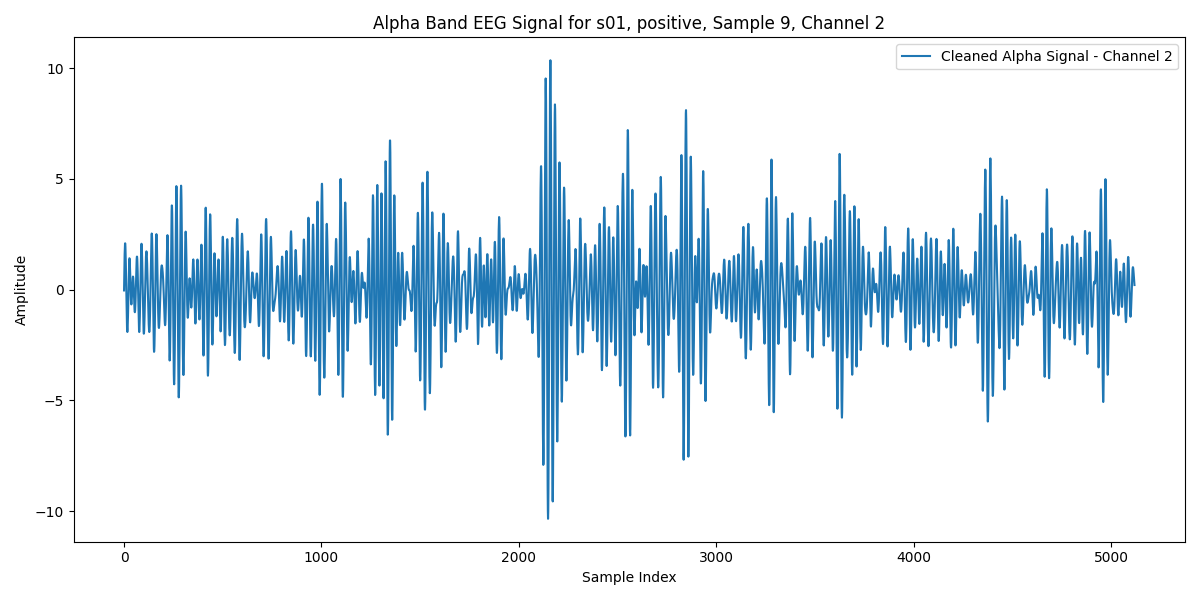 Alpha Band EEG Signal for s01, positive, Sample 9, Channel 2
Cleaned Alpha Signal - Channel 2
Amplitude
10
5
0
−5
−10
0 1000 2000 3000 4000 5000
Sample Index